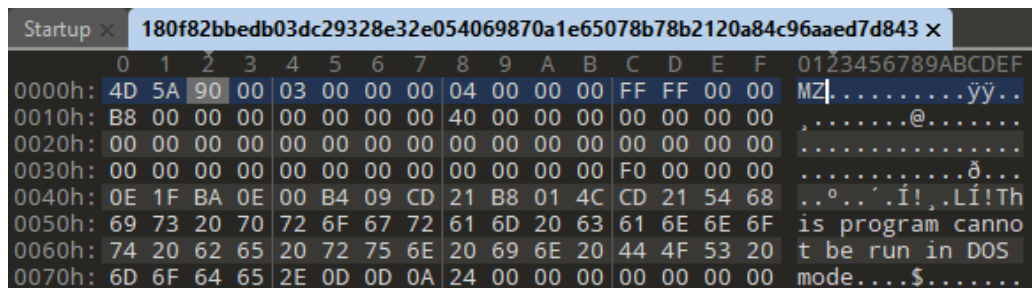 Startup × 180f82bbedb03dc29328e32e054069870a1e65078b78b2120a84c96aaed7d843 ×
0 1 2 3 4 5 6 7 8 9 A B C D E F 0123456789ABCDEF
0000h: 4D 5A 90 00 03 00 00 00 04 00 00 00 FF FF 00 00 MZ..........ÿÿ..
0010h: B8 00 00 00 00 00 00 00 40 00 00 00 00 00 00 00 ¸.......@.......
0020h: 00 00 00 00 00 00 00 00 00 00 00 00 00 00 00 00 ................
0030h: 00 00 00 00 00 00 00 00 00 00 00 00 F0 00 00 00 ............ð...
0040h: 0E 1F BA 0E 00 B4 09 CD 21 B8 01 4C CD 21 54 68 ..º..´.Í!¸.LÍ!Th
0050h: 69 73 20 70 72 6F 67 72 61 6D 20 63 61 6E 6E 6F is program canno
0060h: 74 20 62 65 20 72 75 6E 20 69 6E 20 44 4F 53 20 t be run in DOS
0070h: 6D 6F 64 65 2E 0D 0D 0A 24 00 00 00 00 00 00 00 mode....$.......